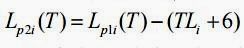 L_{p2i}(T) = L_{p1i}(T) − (TL_i + 6)